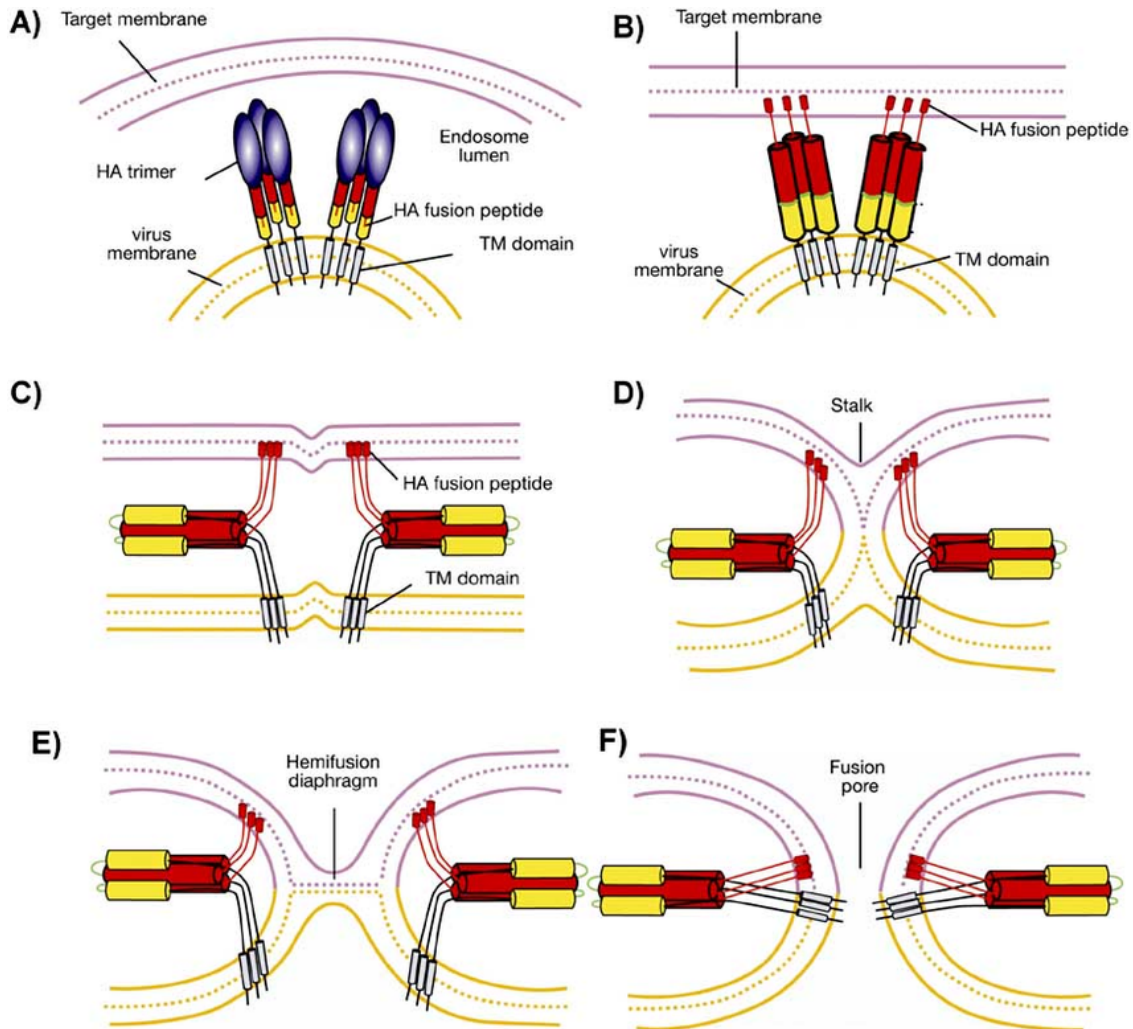 A)
Target membrane
HA trimer
Endosome
lumen
HA fusion peptide
virus
membrane
TM domain
B)
Target membrane
HA fusion peptide
virus
membrane
TM domain
C)
HA fusion peptide
TM domain
D)
Stalk
E)
Hemifusion
diaphragm
F)
Fusion
pore